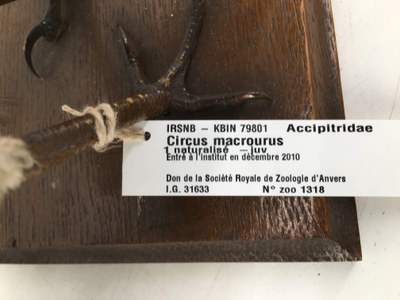 IRSNB – KBIN 79801 Accipitridae
Circus macrourus
1 naturalisé – juv
Entré à l'Institut en décembre 2010
Don de la Société Royale de Zoologie d'Anvers
I.G. 31633 N° zoo 1318